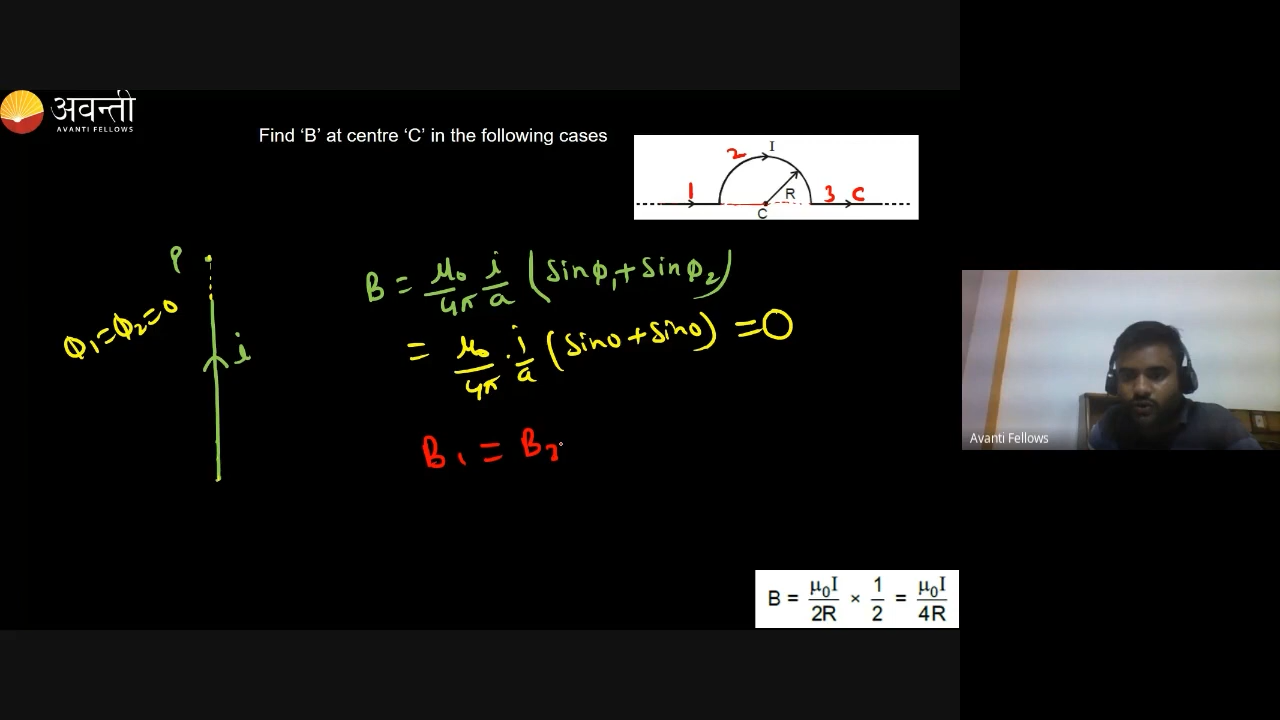 अवन्ती
AVANTI FELLOWS
Find ‘B’ at centre ‘C’ in the following cases
I
2
1
R
3 C
C
P
B = μ₀/4π i/a (sinφ₁ + sinφ₂)
φ₁=φ₂=0
i
= μ₀/4π · i/a (sin0 + sin0) = 0
B₁ = B₃
Avanti Fellows
B = μ₀I/2R × 1/2 = μ₀I/4R